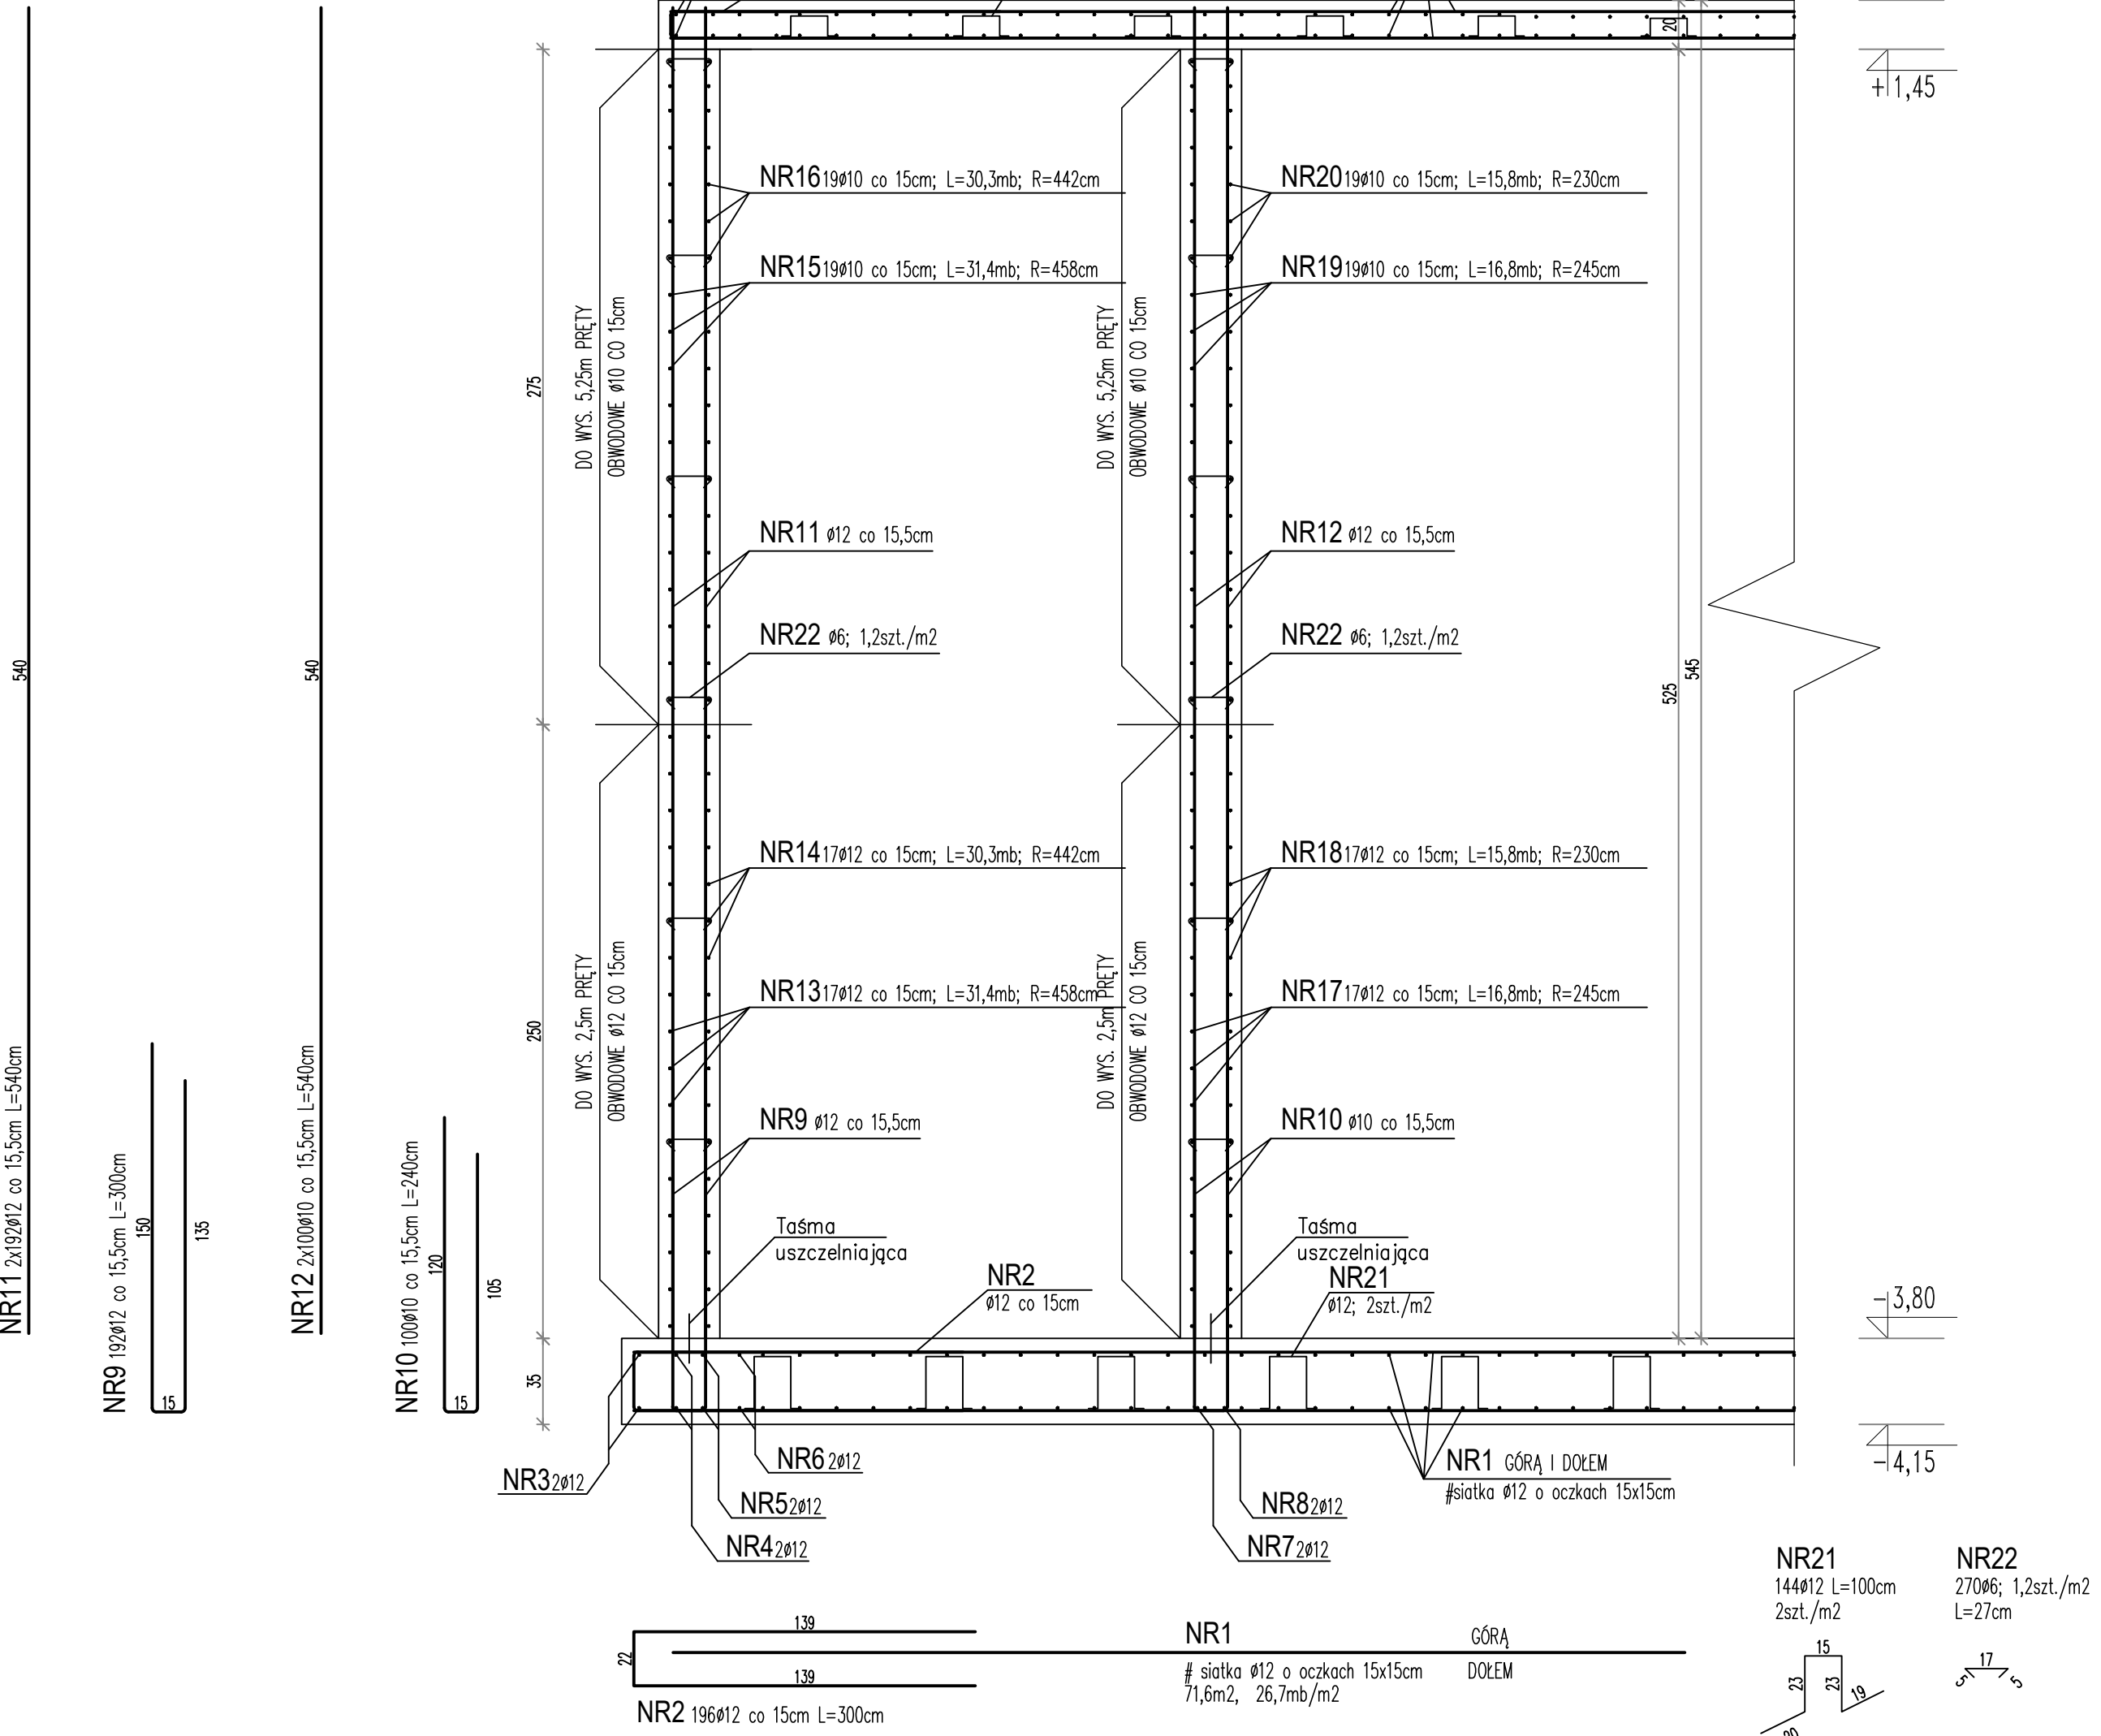 20
+1,45
NR16 19ø10 co 15cm; L=30,3mb; R=442cm
NR20 19ø10 co 15cm; L=15,8mb; R=230cm
NR15 19ø10 co 15cm; L=31,4mb; R=458cm
NR19 19ø10 co 15cm; L=16,8mb; R=245cm
275
DO WYS. 5,25m PRĘTY
OBWODOWE ø10 CO 15cm
DO WYS. 5,25m PRĘTY
OBWODOWE ø10 CO 15cm
NR11 ø12 co 15,5cm
NR12 ø12 co 15,5cm
NR22 ø6; 1,2szt./m2
NR22 ø6; 1,2szt./m2
540
540
525
545
NR14 17ø12 co 15cm; L=30,3mb; R=442cm
NR18 17ø12 co 15cm; L=15,8mb; R=230cm
NR13 17ø12 co 15cm; L=31,4mb; R=458cm
NR17 17ø12 co 15cm; L=16,8mb; R=245cm
250
DO WYS. 2,5m PRĘTY
OBWODOWE ø12 CO 15cm
DO WYS. 2,5m PRĘTY
OBWODOWE ø12 CO 15cm
NR9 ø12 co 15,5cm
NR10 ø10 co 15,5cm
NR11 2x192ø12 co 15,5cm L=540cm
NR9 192ø12 co 15,5cm L=300cm
150
135
15
NR12 2x100ø10 co 15,5cm L=540cm
NR10 100ø10 co 15,5cm L=240cm
120
105
15
Taśma
uszczelniająca
Taśma
uszczelniająca
NR2
ø12 co 15cm
NR21
ø12; 2szt./m2
-3,80
35
-4,15
NR3 2ø12
NR6 2ø12
NR5 2ø12
NR4 2ø12
NR8 2ø12
NR7 2ø12
NR1 GÓRĄ I DOŁEM
#siatka ø12 o oczkach 15x15cm
139
22
139
NR2 196ø12 co 15cm L=300cm
NR1 GÓRĄ
# siatka ø12 o oczkach 15x15cm DOŁEM
71,6m2, 26,7mb/m2
NR21
144ø12 L=100cm
2szt./m2
15
23
23
19
NR22
270ø6; 1,2szt./m2
L=27cm
17
5
5